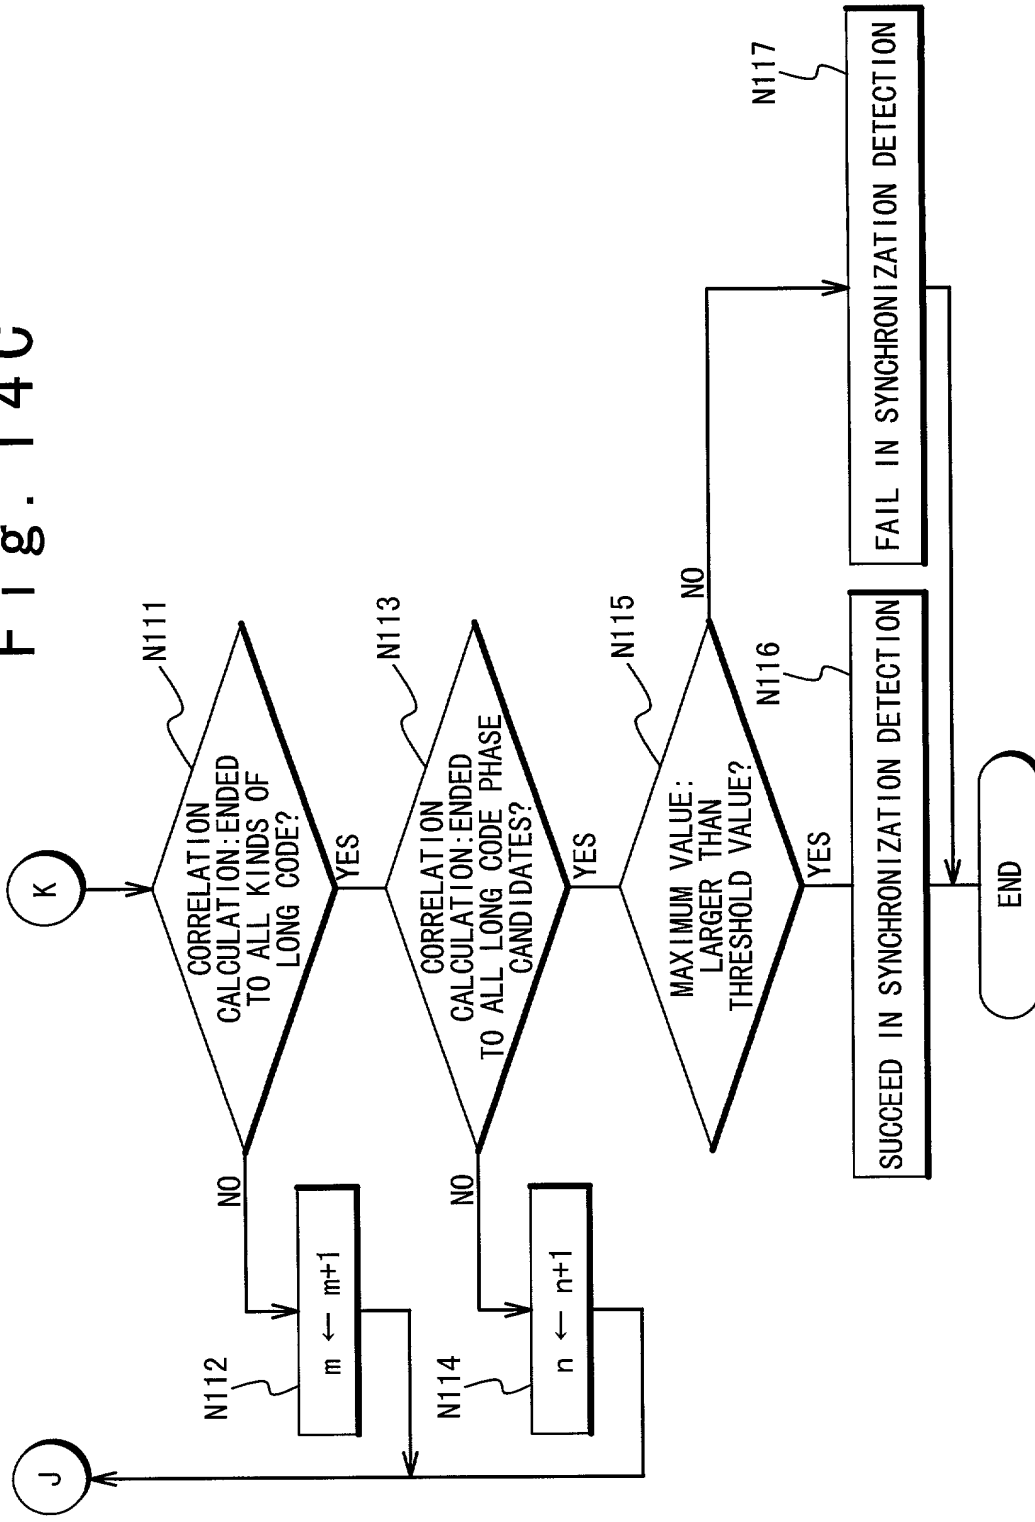 Fig. 14C
K
N111
CORRELATION
CALCULATION:ENDED
TO ALL KINDS OF
LONG CODE?
NO
YES
N112
m ← m+1
J
N113
CORRELATION
CALCULATION:ENDED
TO ALL LONG CODE PHASE
CANDIDATES?
NO
YES
N114
n ← n+1
N115
MAXIMUM VALUE:
LARGER THAN
THRESHOLD VALUE?
NO
YES
N116
SUCCEED IN SYNCHRONIZATION DETECTION
N117
FAIL IN SYNCHRONIZATION DETECTION
END